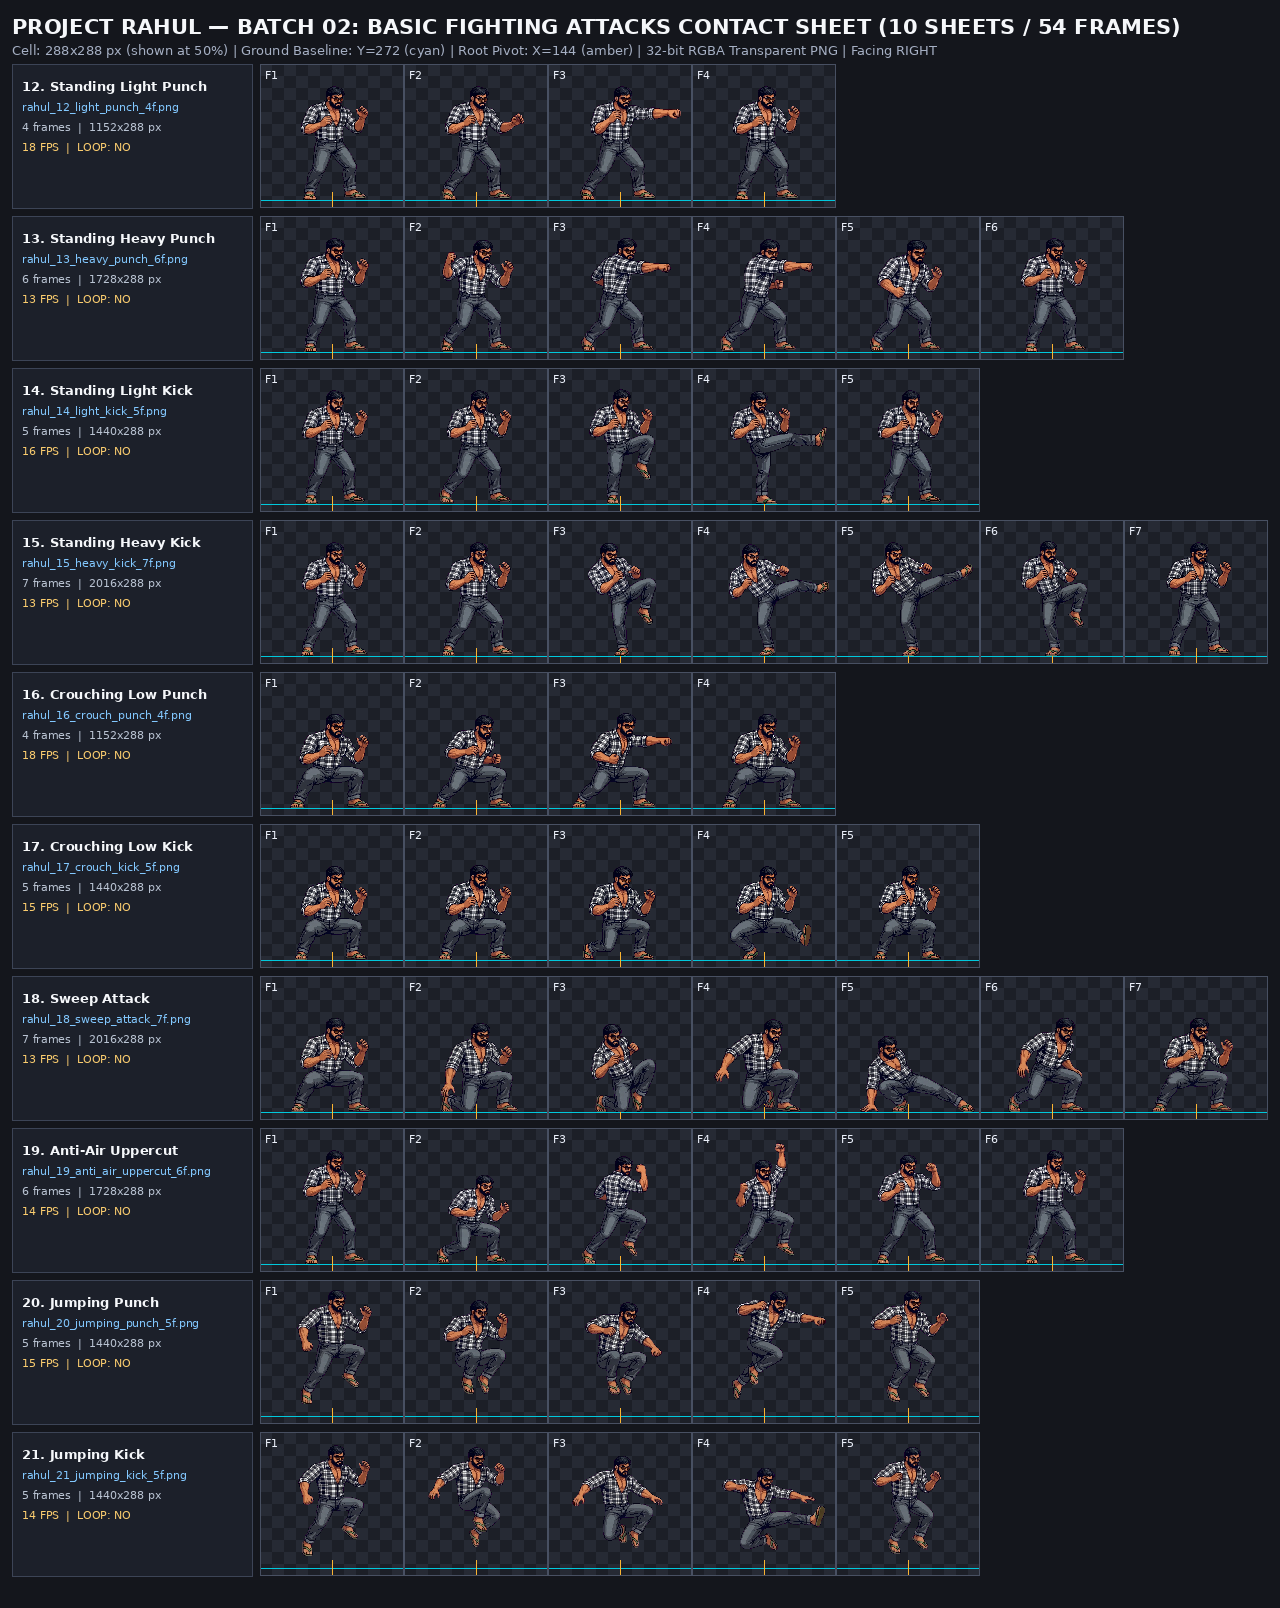 PROJECT RAHUL — BATCH 02: BASIC FIGHTING ATTACKS CONTACT SHEET (10 SHEETS / 54 FRAMES)
Cell: 288x288 px (shown at 50%) | Ground Baseline: Y=272 (cyan) | Root Pivot: X=144 (amber) | 32-bit RGBA Transparent PNG | Facing RIGHT
12. Standing Light Punch
rahul_12_light_punch_4f.png
4 frames | 1152x288 px
18 FPS | LOOP: NO
F1 F2 F3 F4
13. Standing Heavy Punch
rahul_13_heavy_punch_6f.png
6 frames | 1728x288 px
13 FPS | LOOP: NO
F1 F2 F3 F4 F5 F6
14. Standing Light Kick
rahul_14_light_kick_5f.png
5 frames | 1440x288 px
16 FPS | LOOP: NO
F1 F2 F3 F4 F5
15. Standing Heavy Kick
rahul_15_heavy_kick_7f.png
7 frames | 2016x288 px
13 FPS | LOOP: NO
F1 F2 F3 F4 F5 F6 F7
16. Crouching Low Punch
rahul_16_crouch_punch_4f.png
4 frames | 1152x288 px
18 FPS | LOOP: NO
F1 F2 F3 F4
17. Crouching Low Kick
rahul_17_crouch_kick_5f.png
5 frames | 1440x288 px
15 FPS | LOOP: NO
F1 F2 F3 F4 F5
18. Sweep Attack
rahul_18_sweep_attack_7f.png
7 frames | 2016x288 px
13 FPS | LOOP: NO
F1 F2 F3 F4 F5 F6 F7
19. Anti-Air Uppercut
rahul_19_anti_air_uppercut_6f.png
6 frames | 1728x288 px
14 FPS | LOOP: NO
F1 F2 F3 F4 F5 F6
20. Jumping Punch
rahul_20_jumping_punch_5f.png
5 frames | 1440x288 px
15 FPS | LOOP: NO
F1 F2 F3 F4 F5
21. Jumping Kick
rahul_21_jumping_kick_5f.png
5 frames | 1440x288 px
14 FPS | LOOP: NO
F1 F2 F3 F4 F5